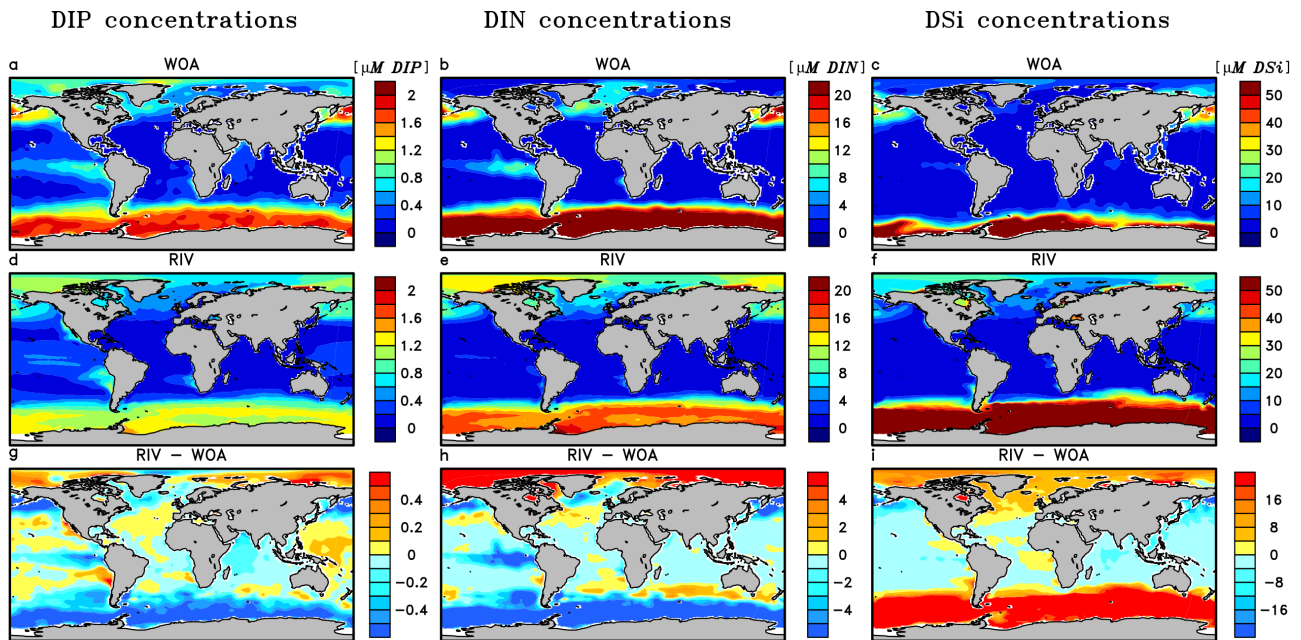 DIP concentrations DIN concentrations DSi concentrations
a WOA [μM DIP] b WOA [μM DIN] c WOA [μM DSi]
2 20 50
1.6 16 40
1.2 12 30
0.8 8 20
0.4 4 10
0 0 0
d RIV e RIV f RIV
2 20 50
1.6 16 40
1.2 12 30
0.8 8 20
0.4 4 10
0 0 0
g RIV − WOA h RIV − WOA i RIV − WOA
0.4 4 16
0.2 2 8
0 0 0
−0.2 −2 −8
−0.4 −4 −16